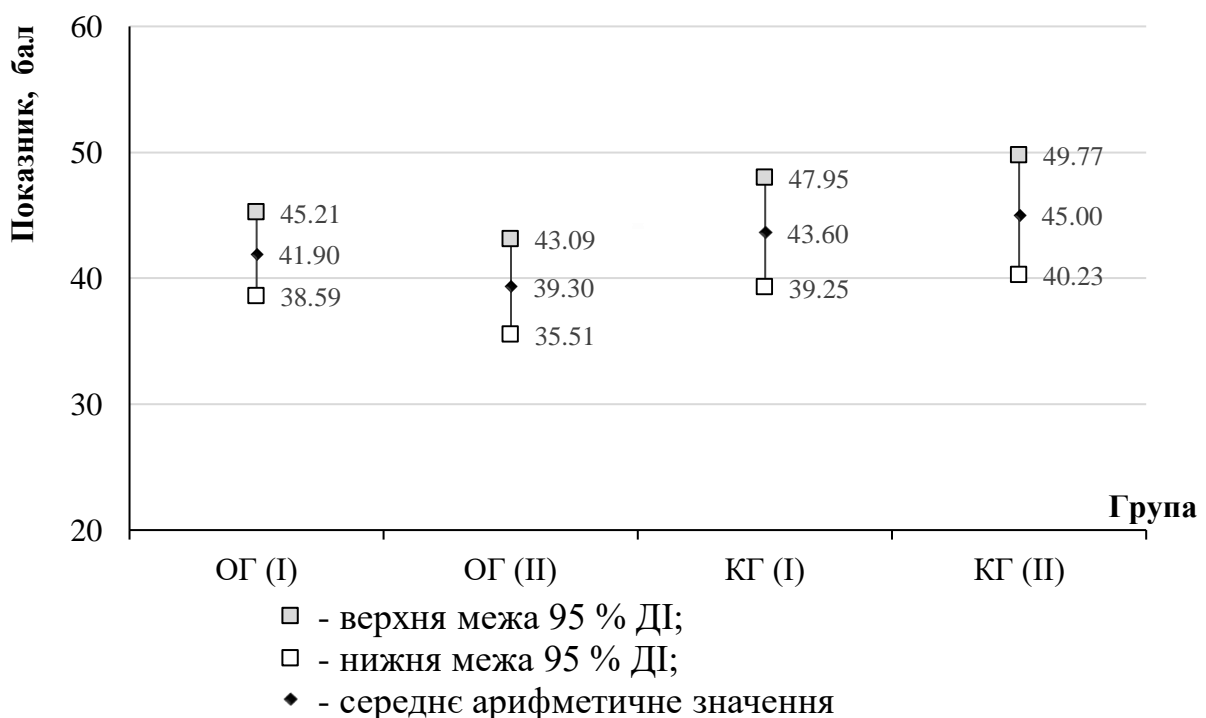 Показник, бал
60
50
40
30
20
45.21
41.90
38.59
43.09
39.30
35.51
47.95
43.60
39.25
49.77
45.00
40.23
Група
ОГ (І) ОГ (ІІ) КГ (І) КГ (ІІ)
- верхня межа 95 % ДІ;
- нижня межа 95 % ДІ;
- середнє арифметичне значення